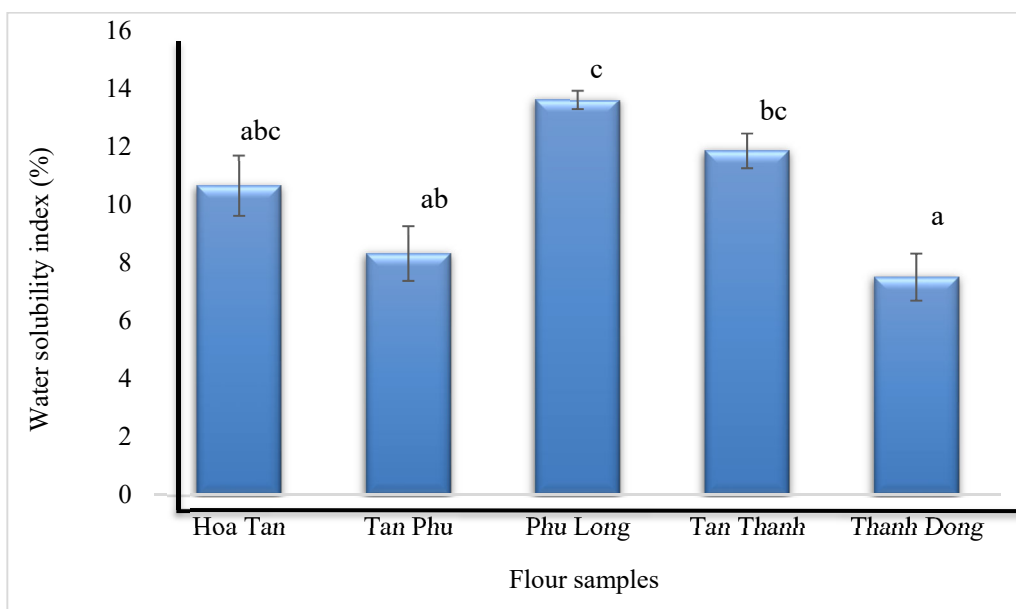 Water solubility index (%)
16
14
12
10
8
6
4
2
0
abc
ab
c
bc
a
Hoa Tan
Tan Phu
Phu Long
Tan Thanh
Thanh Dong
Flour samples